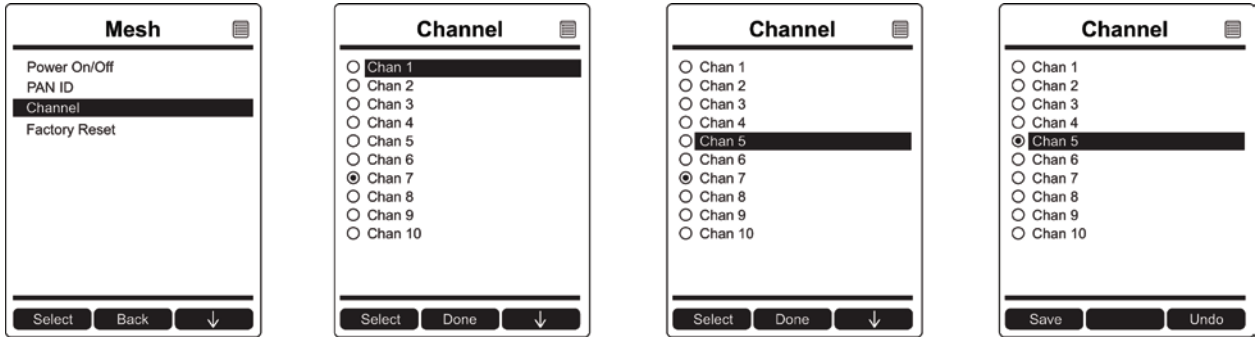 Mesh
Power On/Off
PAN ID
Channel
Factory Reset
Select Back ↓
Channel
Chan 1
Chan 2
Chan 3
Chan 4
Chan 5
Chan 6
Chan 7
Chan 8
Chan 9
Chan 10
Select Done ↓
Channel
Chan 1
Chan 2
Chan 3
Chan 4
Chan 5
Chan 6
Chan 7
Chan 8
Chan 9
Chan 10
Select Done ↓
Channel
Chan 1
Chan 2
Chan 3
Chan 4
Chan 5
Chan 6
Chan 7
Chan 8
Chan 9
Chan 10
Save Undo